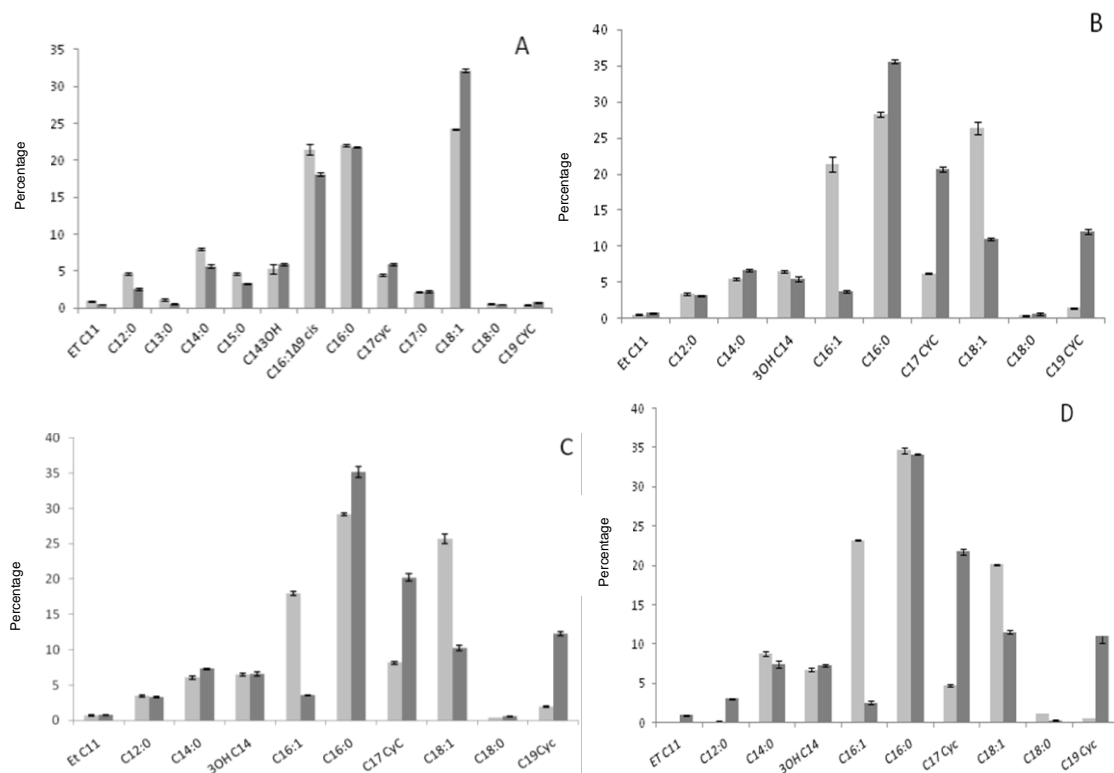 A
Percentage
35
30
25
20
15
10
5
0
ET C11
C12:0
C13:0
C14:0
C15:0
C143OH
C16:1Δ9 cis
C16:0
C17cyc
C17:0
C18:1
C18:0
C19 CYC
B
Percentage
40
35
30
25
20
15
10
5
0
Et C11
C12:0
C14:0
3OH C14
C16:1
C16:0
C17 CYC
C18:1
C18:0
C19 CYC
C
Percentage
40
35
30
25
20
15
10
5
0
Et C11
C12:0
C14:0
3OH C14
C16:1
C16:0
C17 CyC
C18:1
C18:0
C19Cyc
D
Percentage
40
35
30
25
20
15
10
5
0
ET C11
C12:0
C14:0
3OH C14
C16:1
C16:0
C17 Cyc
C18:1
C18:0
C19 Cyc